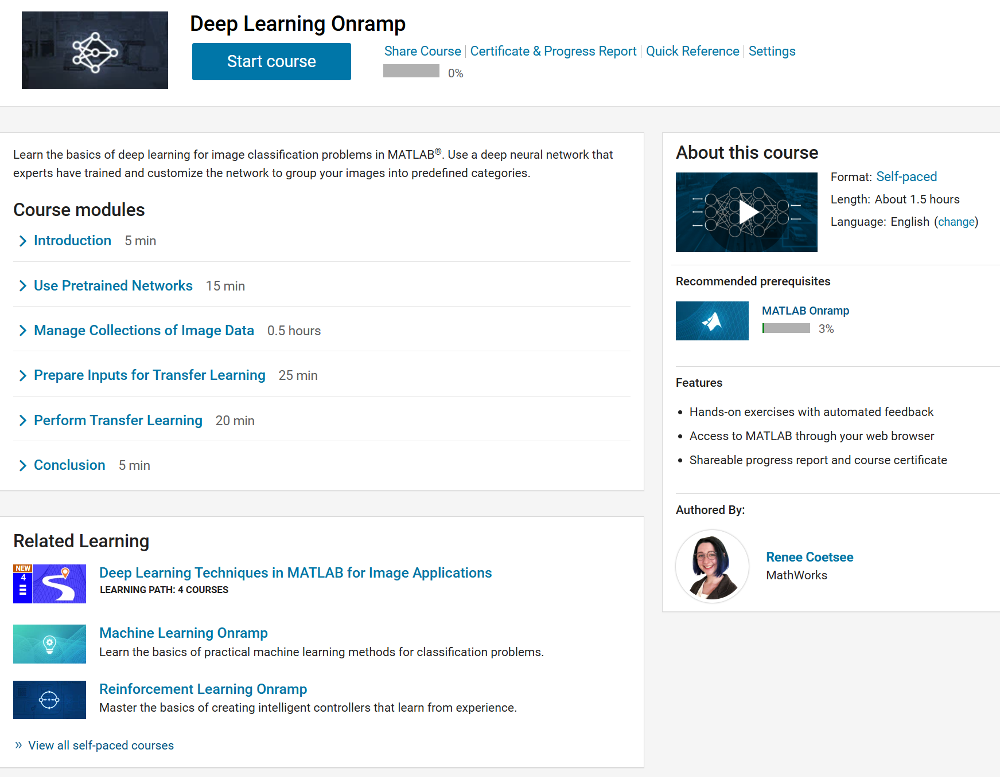 Deep Learning Onramp
Start course
Share Course | Certificate & Progress Report | Quick Reference | Settings
0%
Learn the basics of deep learning for image classification problems in MATLAB®. Use a deep neural network that
experts have trained and customize the network to group your images into predefined categories.
Course modules
Introduction 5 min
Use Pretrained Networks 15 min
Manage Collections of Image Data 0.5 hours
Prepare Inputs for Transfer Learning 25 min
Perform Transfer Learning 20 min
Conclusion 5 min
Related Learning
NEW
4
Deep Learning Techniques in MATLAB for Image Applications
LEARNING PATH: 4 COURSES
Machine Learning Onramp
Learn the basics of practical machine learning methods for classification problems.
Reinforcement Learning Onramp
Master the basics of creating intelligent controllers that learn from experience.
» View all self-paced courses
About this course
Format: Self-paced
Length: About 1.5 hours
Language: English (change)
Recommended prerequisites
MATLAB Onramp
3%
Features
• Hands-on exercises with automated feedback
• Access to MATLAB through your web browser
• Shareable progress report and course certificate
Authored By:
Renee Coetsee
MathWorks